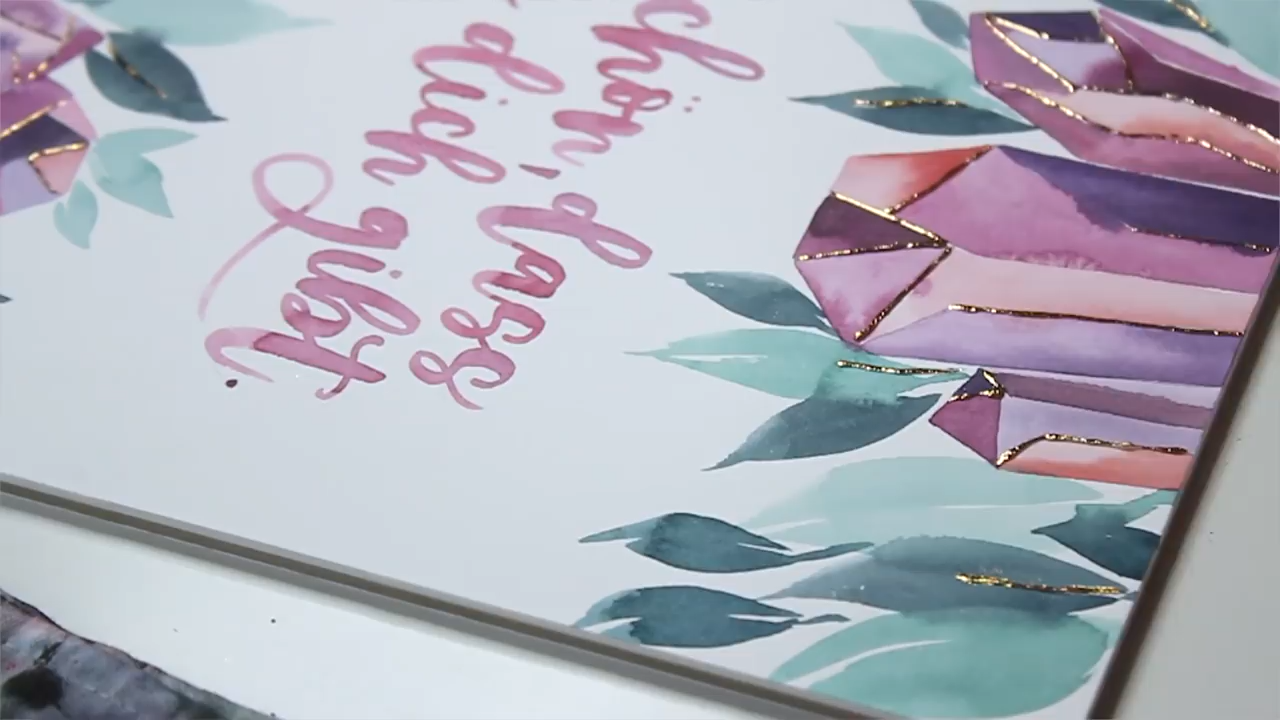 chön, dass
dich gibt.